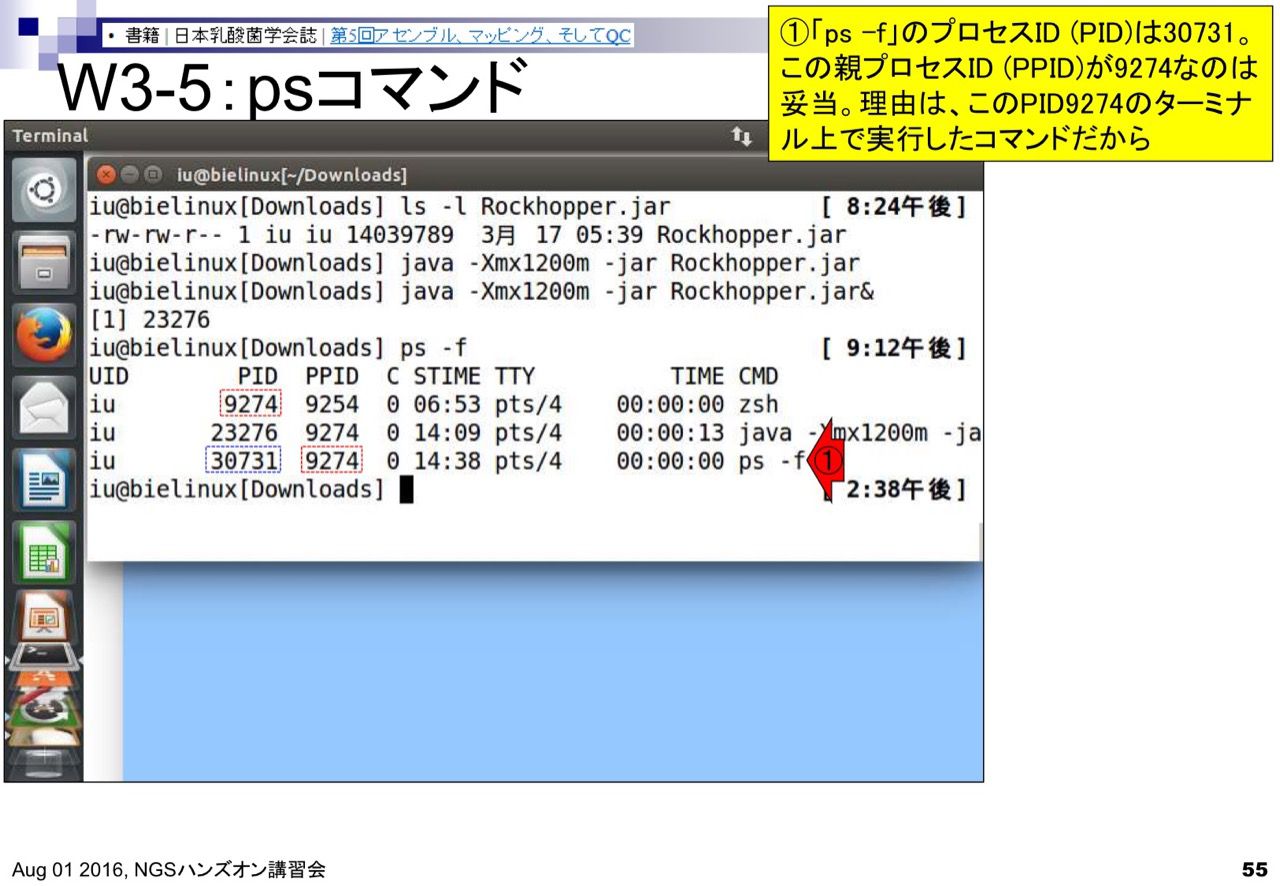 • 書籍 | 日本乳酸菌学会誌 | 第5回アセンブル、マッピング、そしてQC
W3-5：psコマンド
①「ps –f」のプロセスID (PID)は30731。
この親プロセスID (PPID)が9274なのは
妥当。理由は、このPID9274のターミナ
ル上で実行したコマンドだから
Terminal
iu@bielinux[~/Downloads]
iu@bielinux[Downloads] ls -l Rockhopper.jar [ 8:24午後]
-rw-rw-r-- 1 iu iu 14039789 3月 17 05:39 Rockhopper.jar
iu@bielinux[Downloads] java -Xmx1200m -jar Rockhopper.jar
iu@bielinux[Downloads] java -Xmx1200m -jar Rockhopper.jar&
[1] 23276
iu@bielinux[Downloads] ps -f [ 9:12午後]
UID PID PPID C STIME TTY TIME CMD
iu 9274 9254 0 06:53 pts/4 00:00:00 zsh
iu 23276 9274 0 14:09 pts/4 00:00:13 java -Xmx1200m -ja
iu 30731 9274 0 14:38 pts/4 00:00:00 ps -f ①
iu@bielinux[Downloads] [ 2:38午後]
Aug 01 2016, NGSハンズオン講習会
55